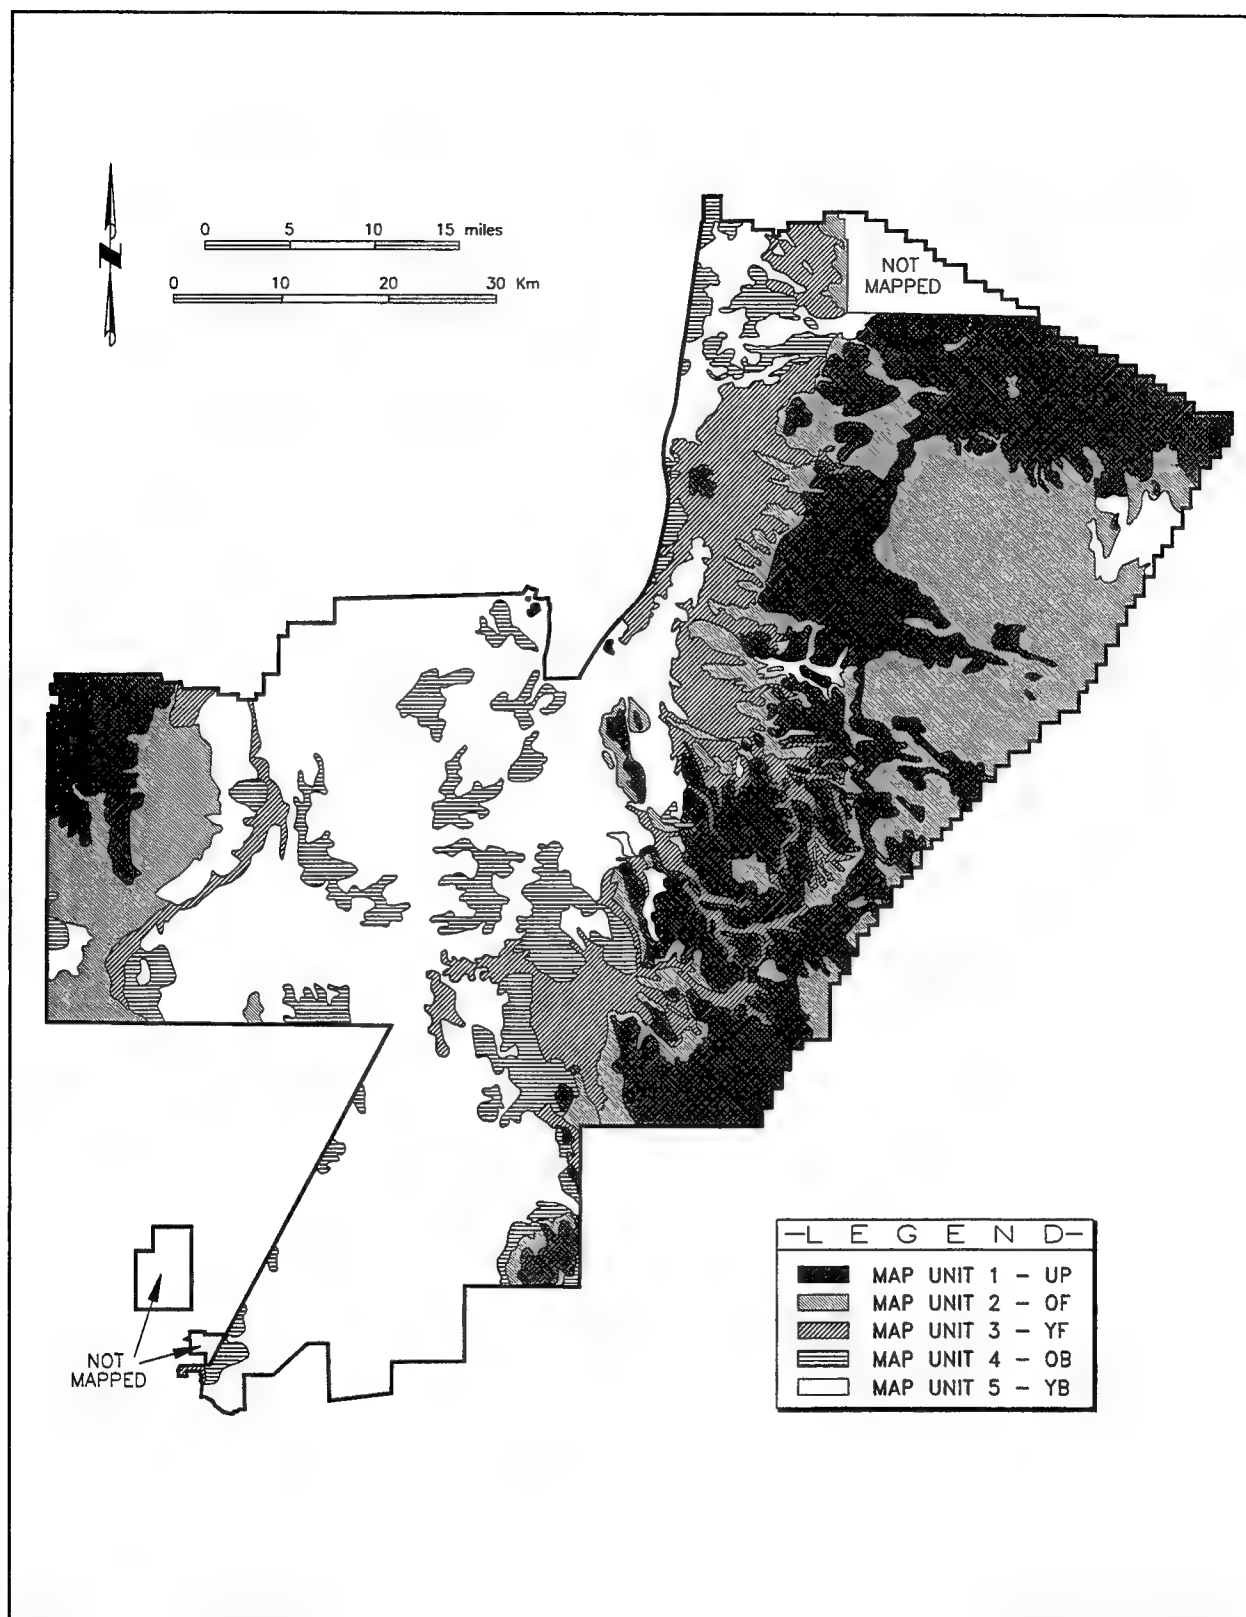 0 5 10 15 miles
N
0 10 20 30 Km
NOT
MAPPED
NOT
MAPPED
-L E G E N D-
MAP UNIT 1 - UP
MAP UNIT 2 - OF
MAP UNIT 3 - YF
MAP UNIT 4 - OB
MAP UNIT 5 - YB